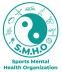 S.M.H.O
Sports Mental
Health Organization